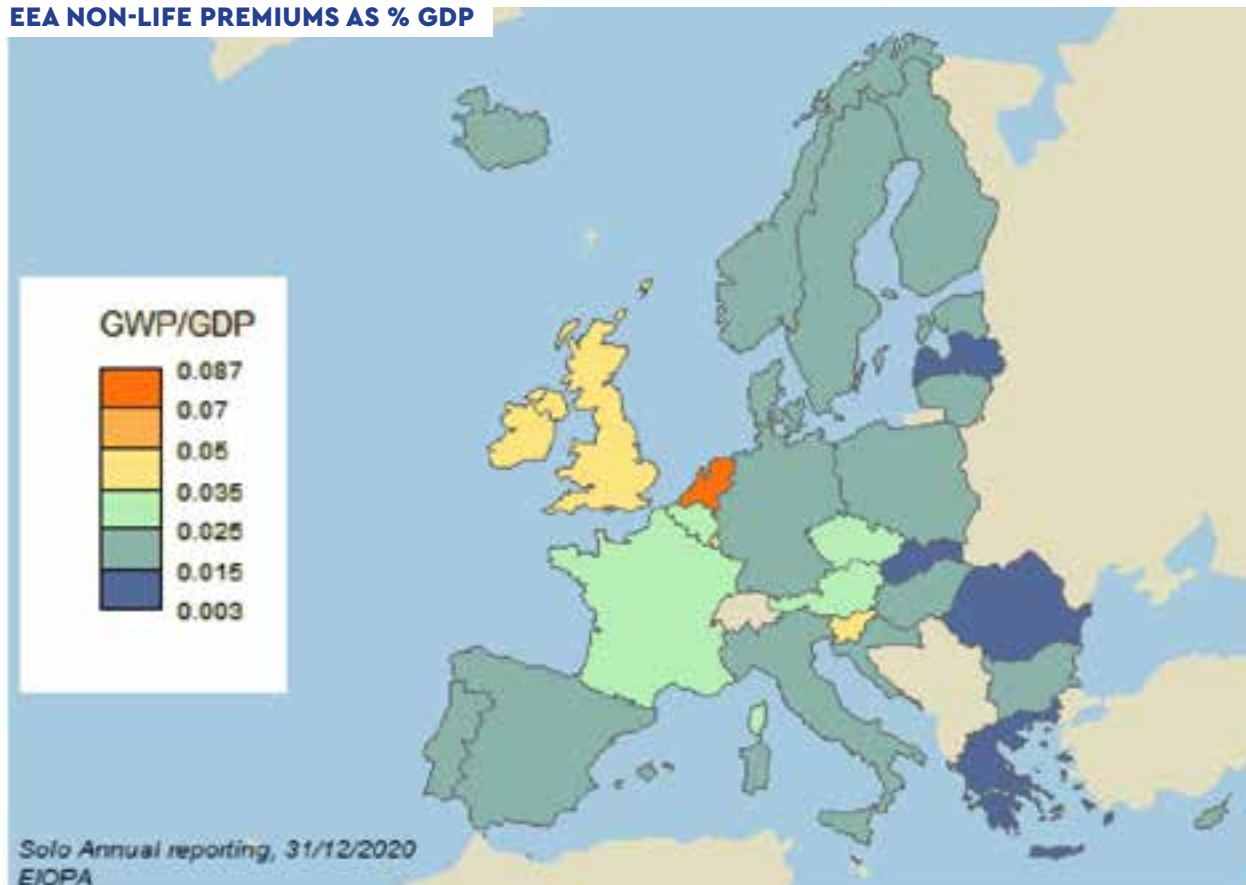 EEA NON-LIFE PREMIUMS AS % GDP
GWP/GDP
0.087
0.07
0.05
0.035
0.025
0.015
0.003
Solo Annual reporting, 31/12/2020
EIOPA